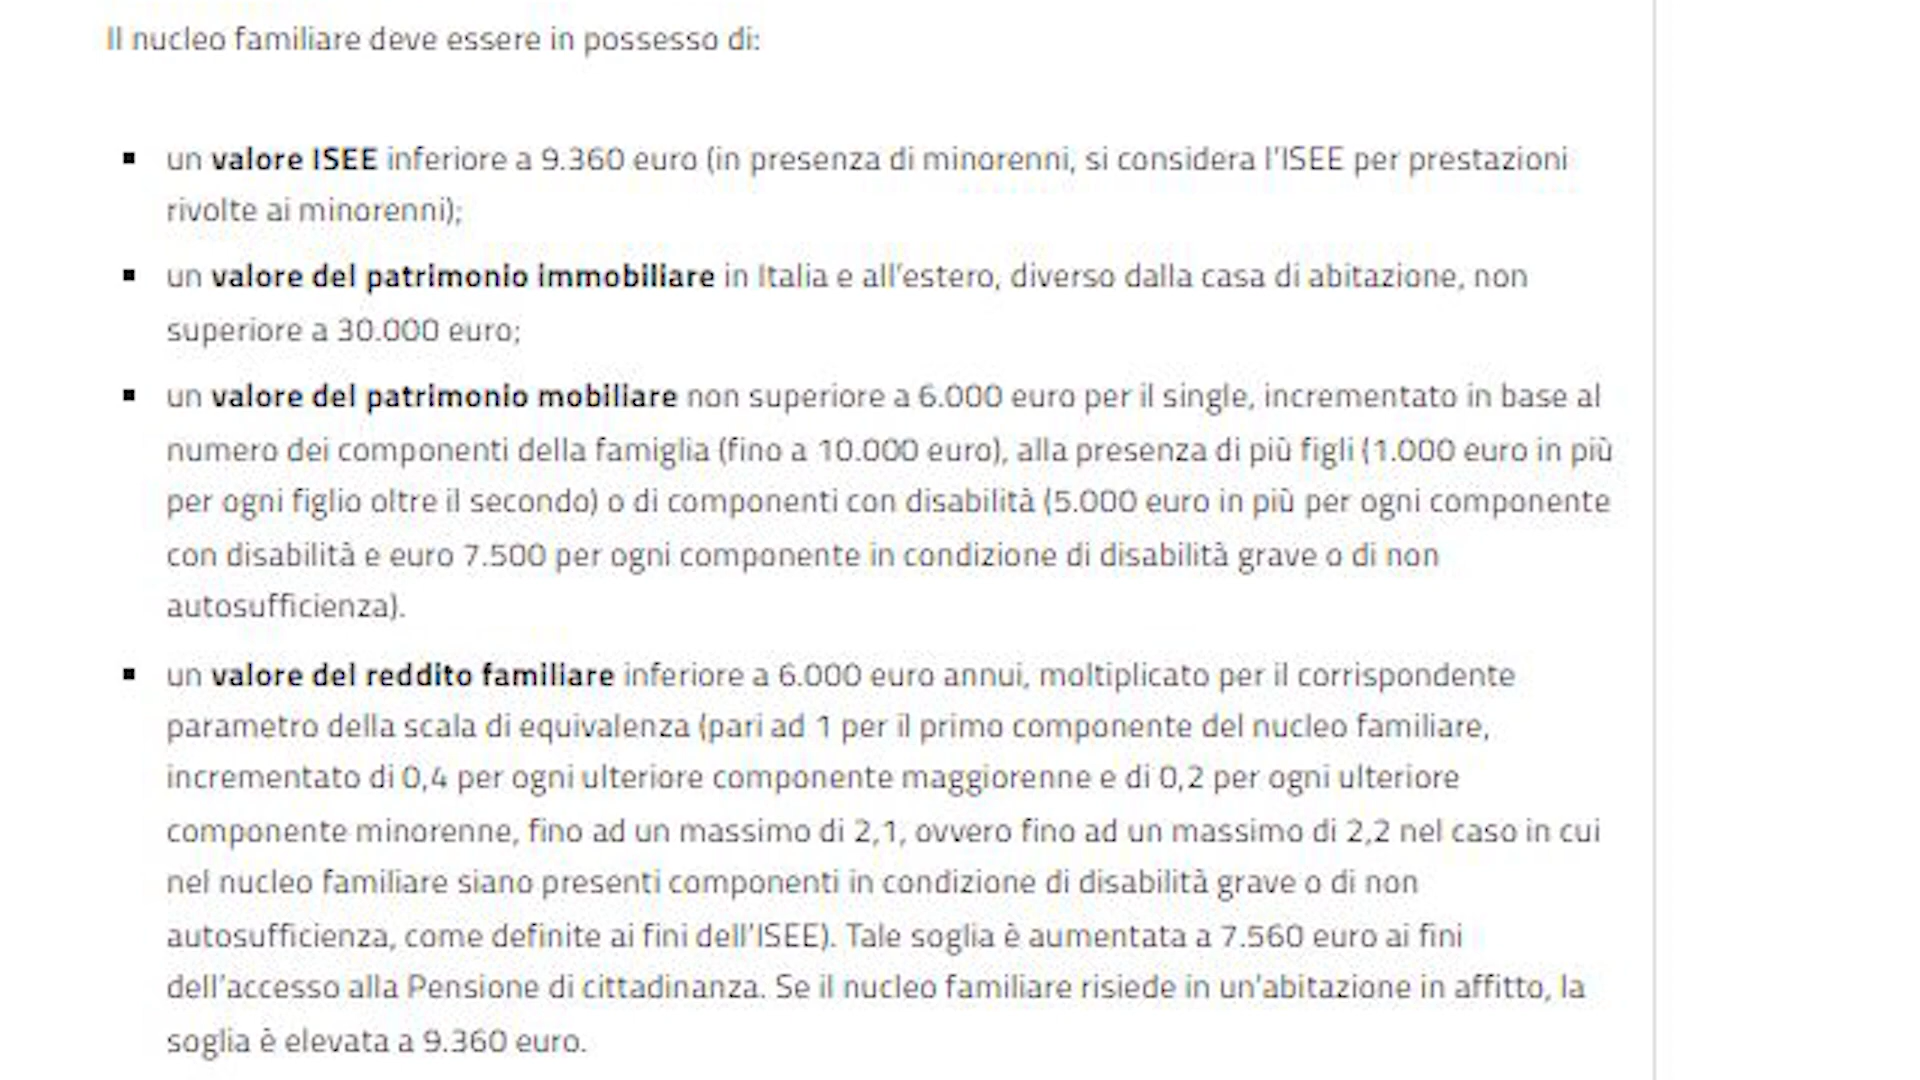 Il nucleo familiare deve essere in possesso di:
▪ un valore ISEE inferiore a 9.360 euro (in presenza di minorenni, si considera l'ISEE per prestazioni
rivolte ai minorenni);
▪ un valore del patrimonio immobiliare in Italia e all'estero, diverso dalla casa di abitazione, non
superiore a 30.000 euro;
▪ un valore del patrimonio mobiliare non superiore a 6.000 euro per il single, incrementato in base al
numero dei componenti della famiglia (fino a 10.000 euro), alla presenza di più figli (1.000 euro in più
per ogni figlio oltre il secondo) o di componenti con disabilità (5.000 euro in più per ogni componente
con disabilità e euro 7.500 per ogni componente in condizione di disabilità grave o di non
autosufficienza).
▪ un valore del reddito familiare inferiore a 6.000 euro annui, moltiplicato per il corrispondente
parametro della scala di equivalenza (pari ad 1 per il primo componente del nucleo familiare,
incrementato di 0,4 per ogni ulteriore componente maggiorenne e di 0,2 per ogni ulteriore
componente minorenne, fino ad un massimo di 2,1, ovvero fino ad un massimo di 2,2 nel caso in cui
nel nucleo familiare siano presenti componenti in condizione di disabilità grave o di non
autosufficienza, come definite ai fini dell'ISEE). Tale soglia è aumentata a 7.560 euro ai fini
dell'accesso alla Pensione di cittadinanza. Se il nucleo familiare risiede in un'abitazione in affitto, la
soglia è elevata a 9.360 euro.